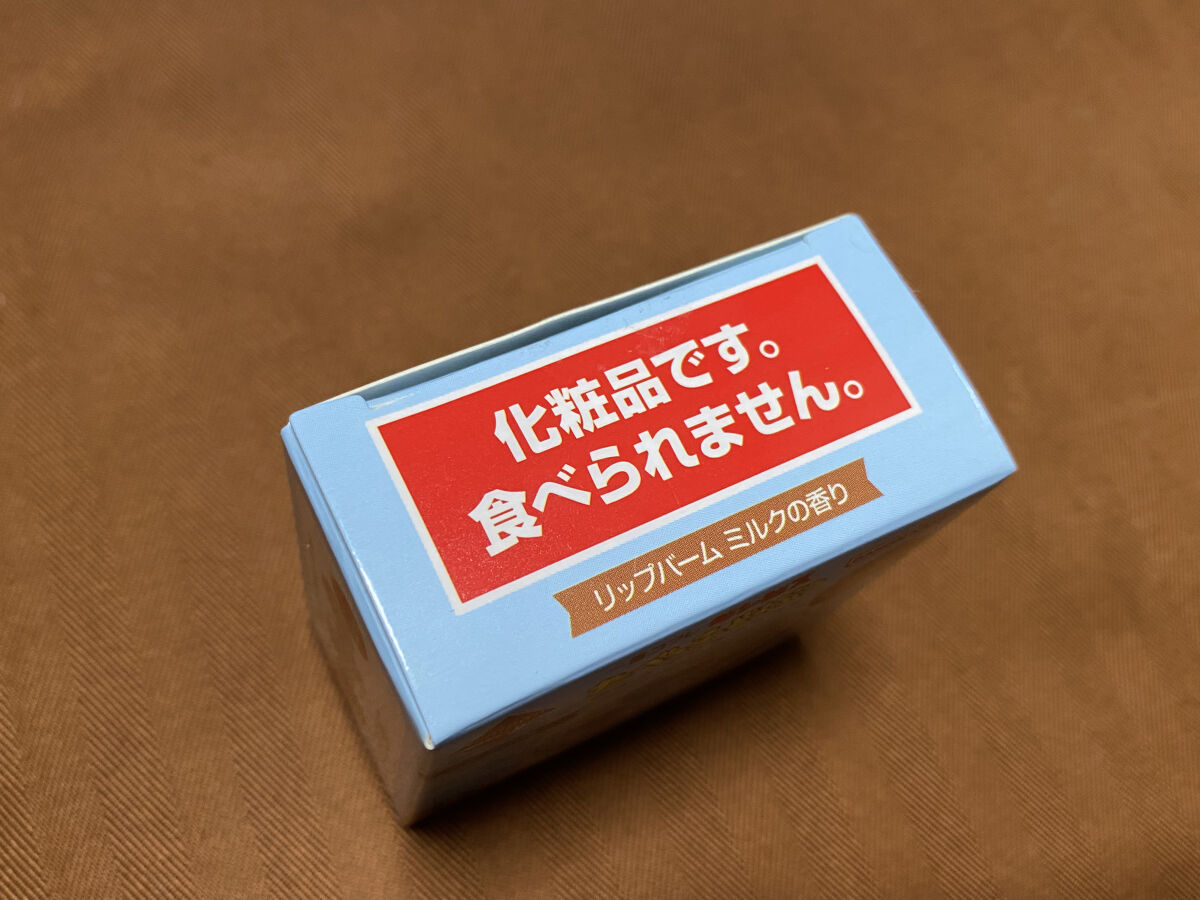 化粧品です。
食べられません。
リップバーム ミルクの香り